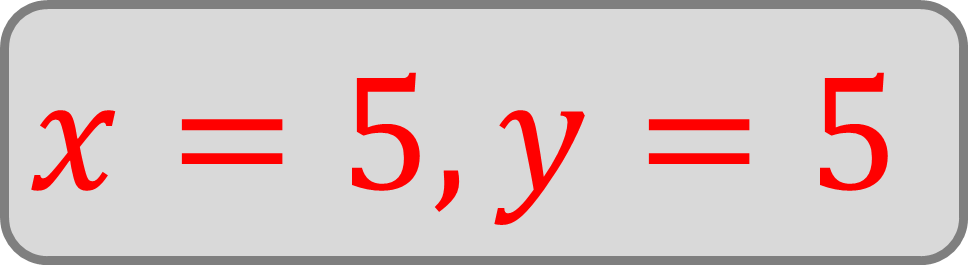 x = 5, y = 5